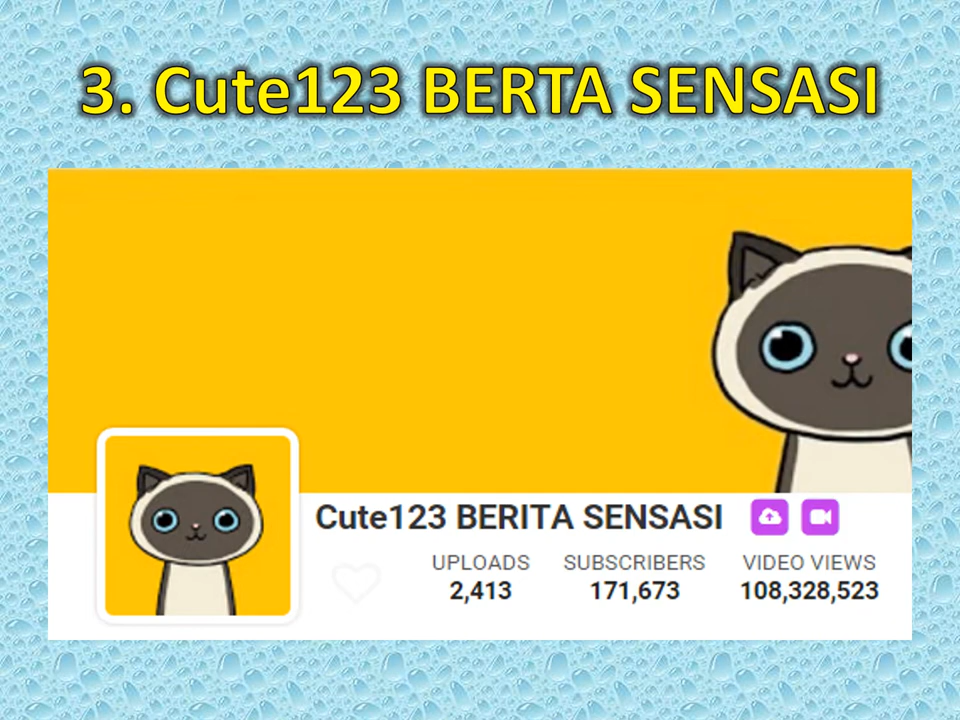 3. Cute123 BERTA SENSASI
Cute123 BERITA SENSASI
UPLOADS SUBSCRIBERS VIDEO VIEWS
2,413 171,673 108,328,523